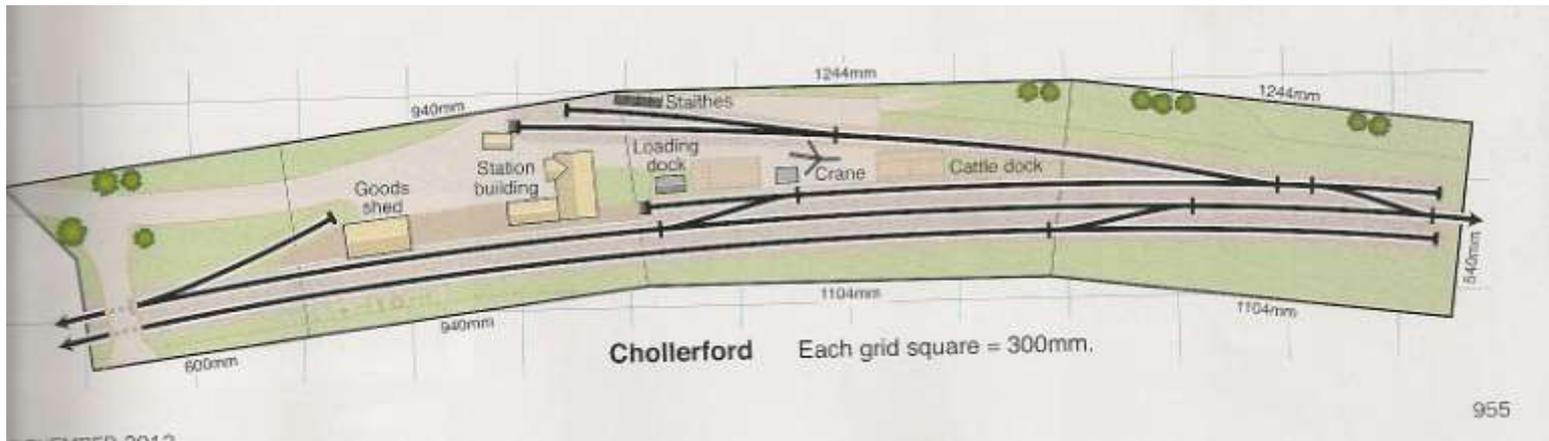 1244mm
940mm
1244mm
Staithes
Loading
dock
Station
building
Crane
Cattle dock
Goods
shed
540mm
1104mm
1104mm
940mm
600mm
Chollerford Each grid square = 300mm.
955